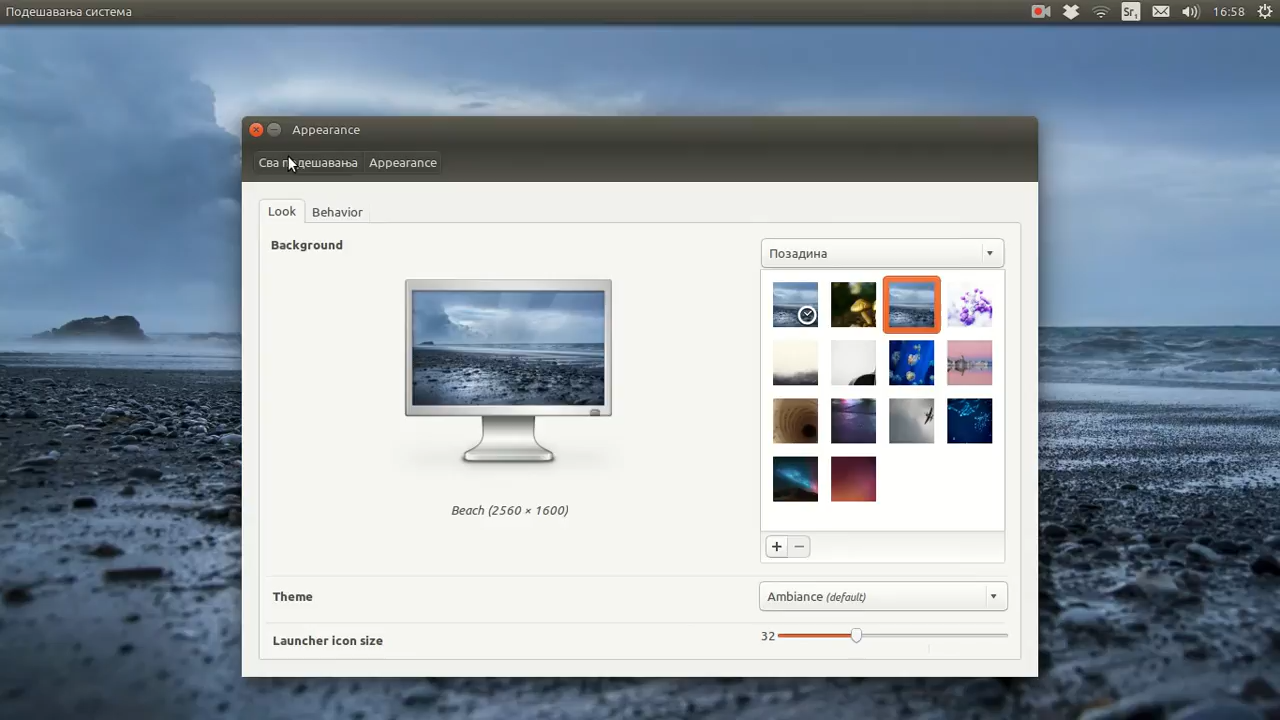 Подешавања система
Sr₁
16:58
Appearance
Сва подешавања Appearance
Look Behavior
Background
Позадина
Beach (2560 × 1600)
Theme
Ambiance (default)
Launcher icon size
32